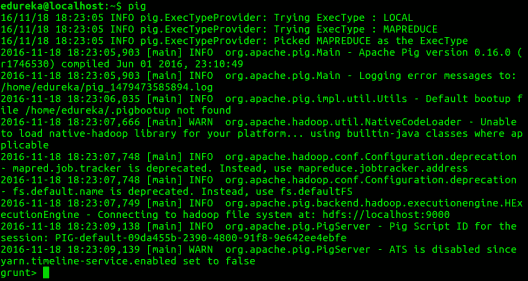 edureka@localhost:~$ pig
16/11/18 18:23:05 INFO pig.ExecTypeProvider: Trying ExecType : LOCAL
16/11/18 18:23:05 INFO pig.ExecTypeProvider: Trying ExecType : MAPREDUCE
16/11/18 18:23:05 INFO pig.ExecTypeProvider: Picked MAPREDUCE as the ExecType
2016-11-18 18:23:05,903 [main] INFO  org.apache.pig.Main - Apache Pig version 0.16.0 (
r1746530) compiled Jun 01 2016, 23:10:49
2016-11-18 18:23:05,903 [main] INFO  org.apache.pig.Main - Logging error messages to:
/home/edureka/pig_1479473585894.log
2016-11-18 18:23:06,035 [main] INFO  org.apache.pig.impl.util.Utils - Default bootup f
ile /home/edureka/.pigbootup not found
2016-11-18 18:23:07,666 [main] WARN  org.apache.hadoop.util.NativeCodeLoader - Unable
to load native-hadoop library for your platform... using builtin-java classes where ap
plicable
2016-11-18 18:23:07,748 [main] INFO  org.apache.hadoop.conf.Configuration.deprecation
- mapred.job.tracker is deprecated. Instead, use mapreduce.jobtracker.address
2016-11-18 18:23:07,748 [main] INFO  org.apache.hadoop.conf.Configuration.deprecation
- fs.default.name is deprecated. Instead, use fs.defaultFS
2016-11-18 18:23:07,749 [main] INFO  org.apache.pig.backend.hadoop.executionengine.HEx
ecutionEngine - Connecting to hadoop file system at: hdfs://localhost:9000
2016-11-18 18:23:09,138 [main] INFO  org.apache.pig.PigServer - Pig Script ID for the
session: PIG-default-09da455b-2390-4800-91f8-9e642ee4ebfe
2016-11-18 18:23:09,139 [main] WARN  org.apache.pig.PigServer - ATS is disabled since
yarn.timeline-service.enabled set to false
grunt>